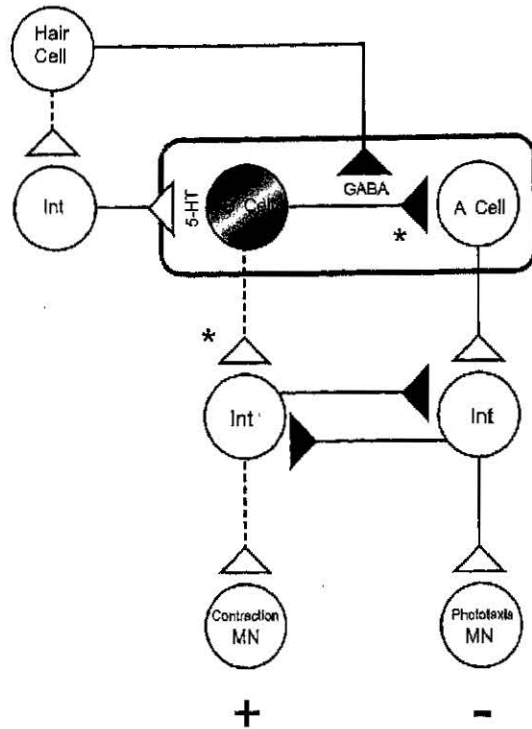 Hair
Cell
Int
5-HT
Cell
GABA
*
A Cell
*
Int
Int
Contraction
MN
Phototaxis
MN
+
-